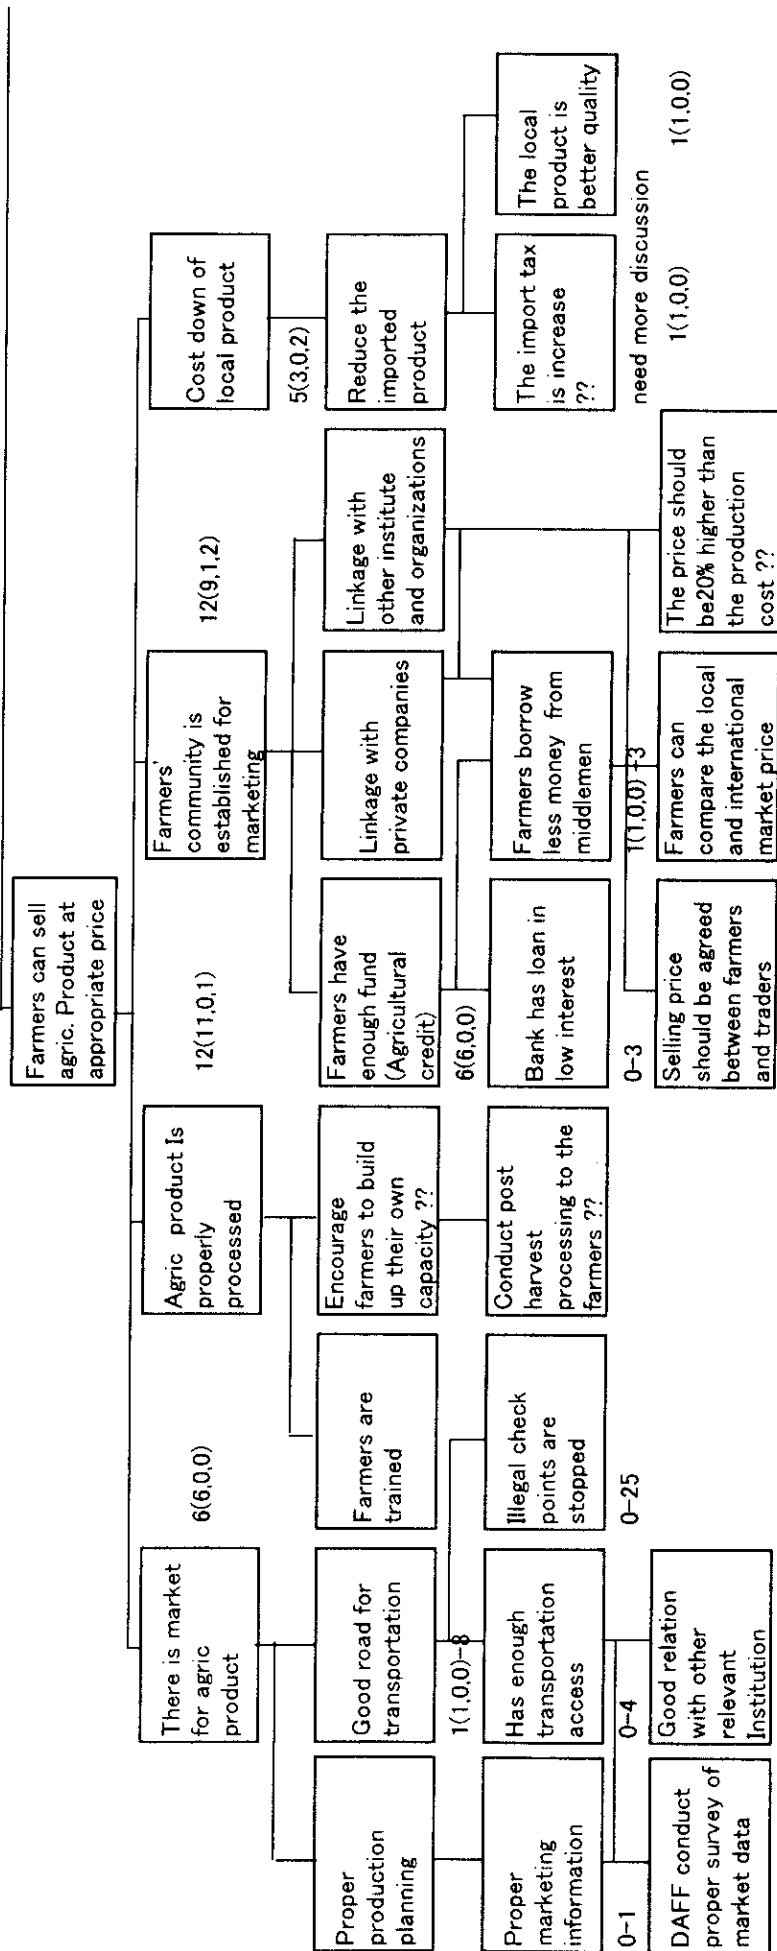 Farmers can sell
agric. Product at
appropriate price
There is market
for agric
product
6(6,0,0)
Agric product Is
properly
processed
12(11,0,1)
Farmers'
community is
established for
marketing
12(9,1,2)
Cost down of
local product
5(3,0,2)
Proper
production
planning
Good road for
transportation
1(1,0,0)-8
Farmers are
trained
Encourage
farmers to build
up their own
capacity ??
Farmers have
enough fund
(Agricultural
credit)
6(6,0,0)
Linkage with
private companies
Linkage with
other institute
and organizations
Reduce the
imported
product
Proper
marketing
information
0-1
Has enough
transportation
access
0-4
Illegal check
points are
stopped
0-25
Conduct post
harvest
processing to the
farmers ??
Bank has loan in
low interest
0-3
Farmers borrow
less money from
middlemen
1(1,0,0)-3
The import tax
is increase
??
need more discussion
1(1,0,0)
The local
product is
better quality
1(1,0,0)
DAFF conduct
proper survey of
market data
Good relation
with other
relevant
Institution
Selling price
should be agreed
between farmers
and traders
Farmers can
compare the local
and international
market price
The price should
be20% higher than
the production
cost ??